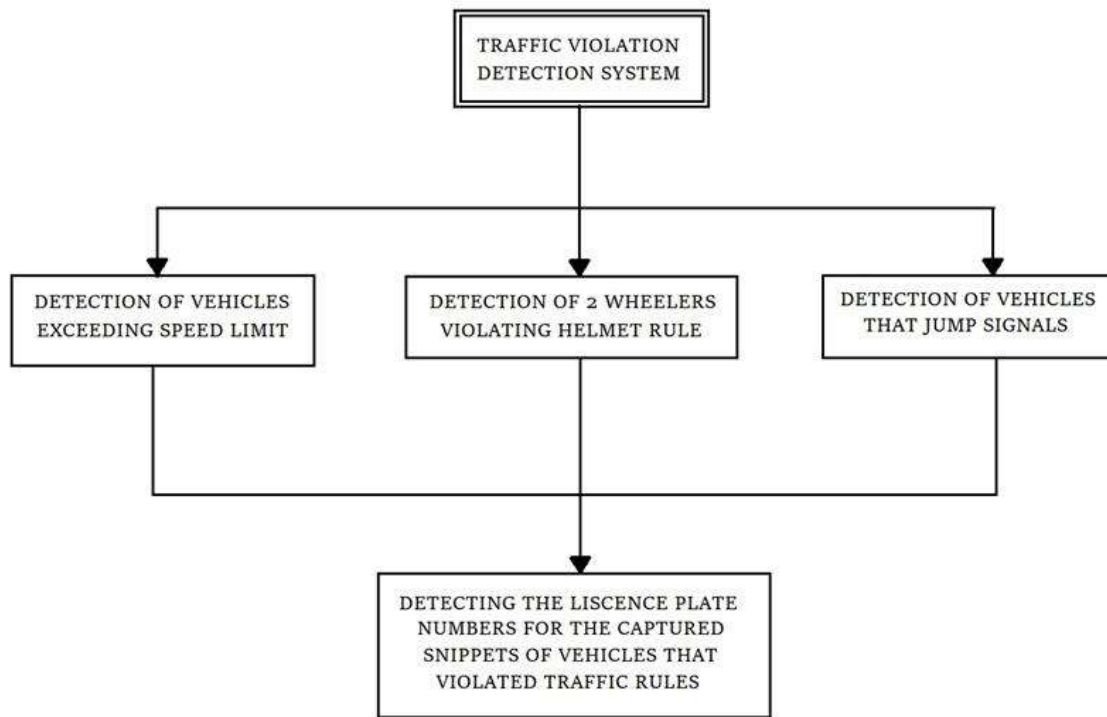 TRAFFIC VIOLATION
DETECTION SYSTEM
DETECTION OF VEHICLES
EXCEEDING SPEED LIMIT
DETECTION OF 2 WHEELERS
VIOLATING HELMET RULE
DETECTION OF VEHICLES
THAT JUMP SIGNALS
DETECTING THE LISCENCE PLATE
NUMBERS FOR THE CAPTURED
SNIPPETS OF VEHICLES THAT
VIOLATED TRAFFIC RULES